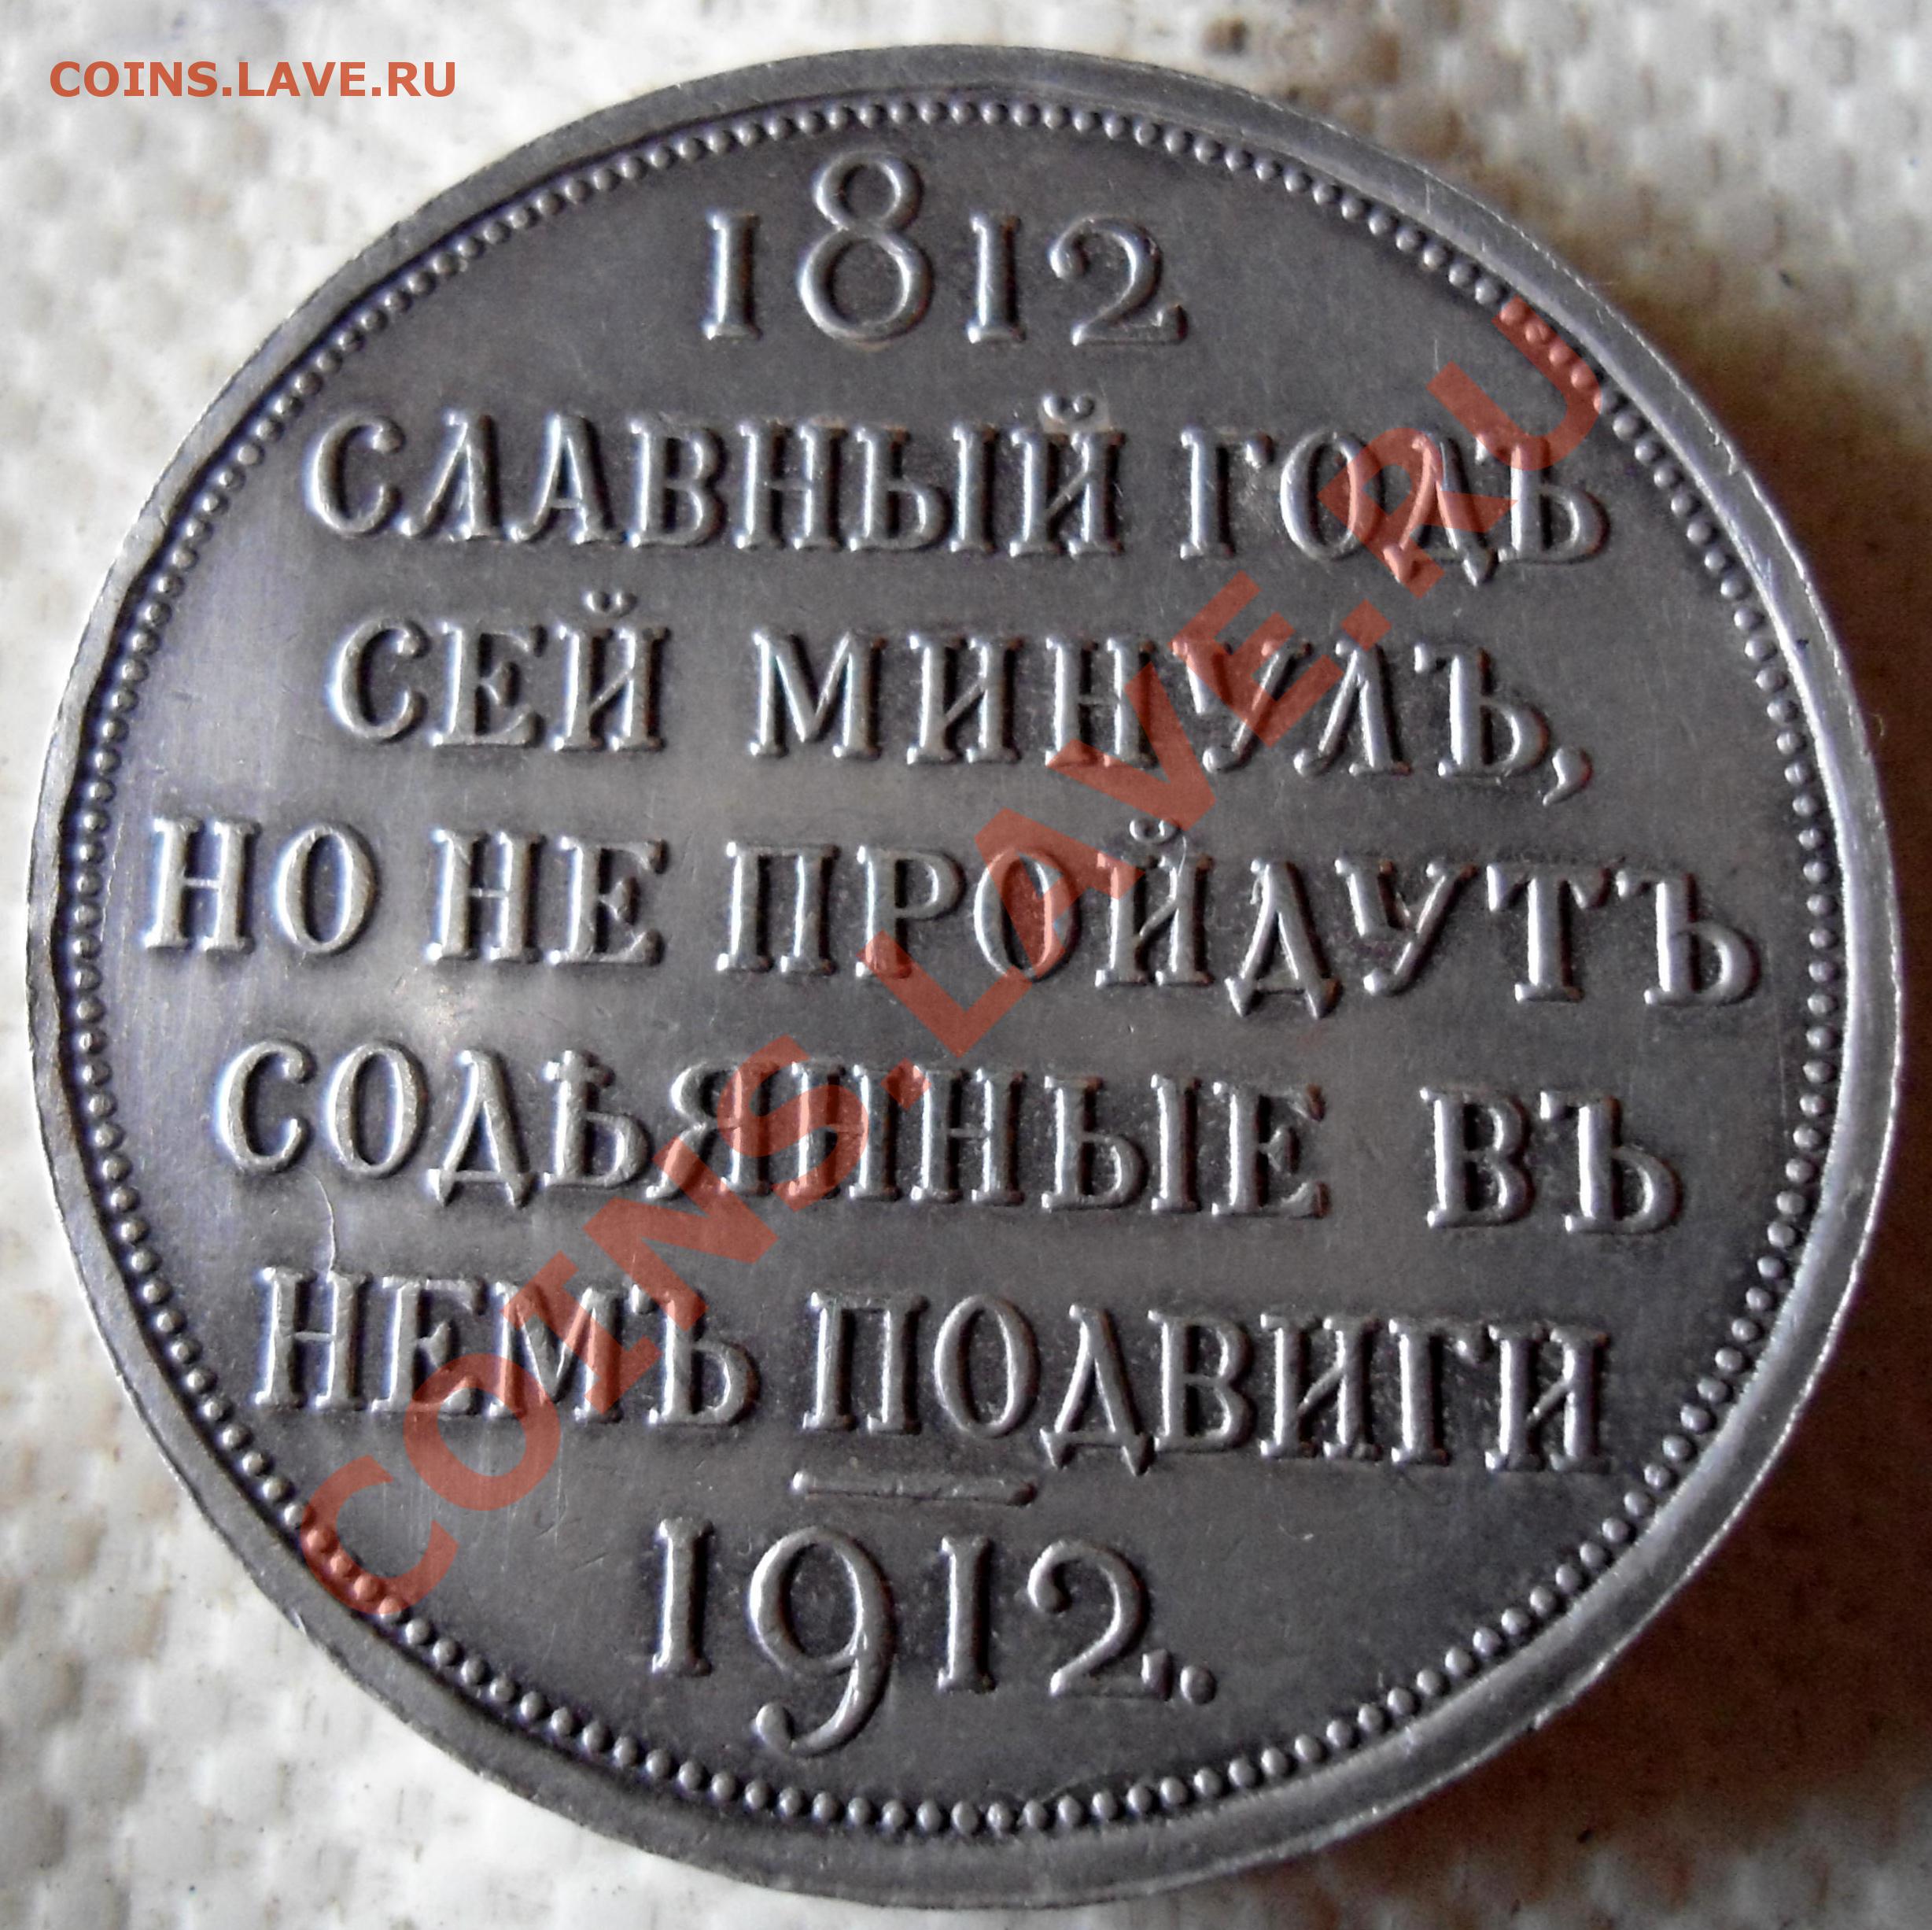 COINS.LAVE.RU
1812
СЛАВНЫЙ ГОДЪ
СЕЙ МИНУЛЪ,
НО НЕ ПРОЙДУТЪ
СОДѢЯННЫЕ ВЪ
НЕМЪ ПОДВИГИ
1912.
COINS.LAVE.RU